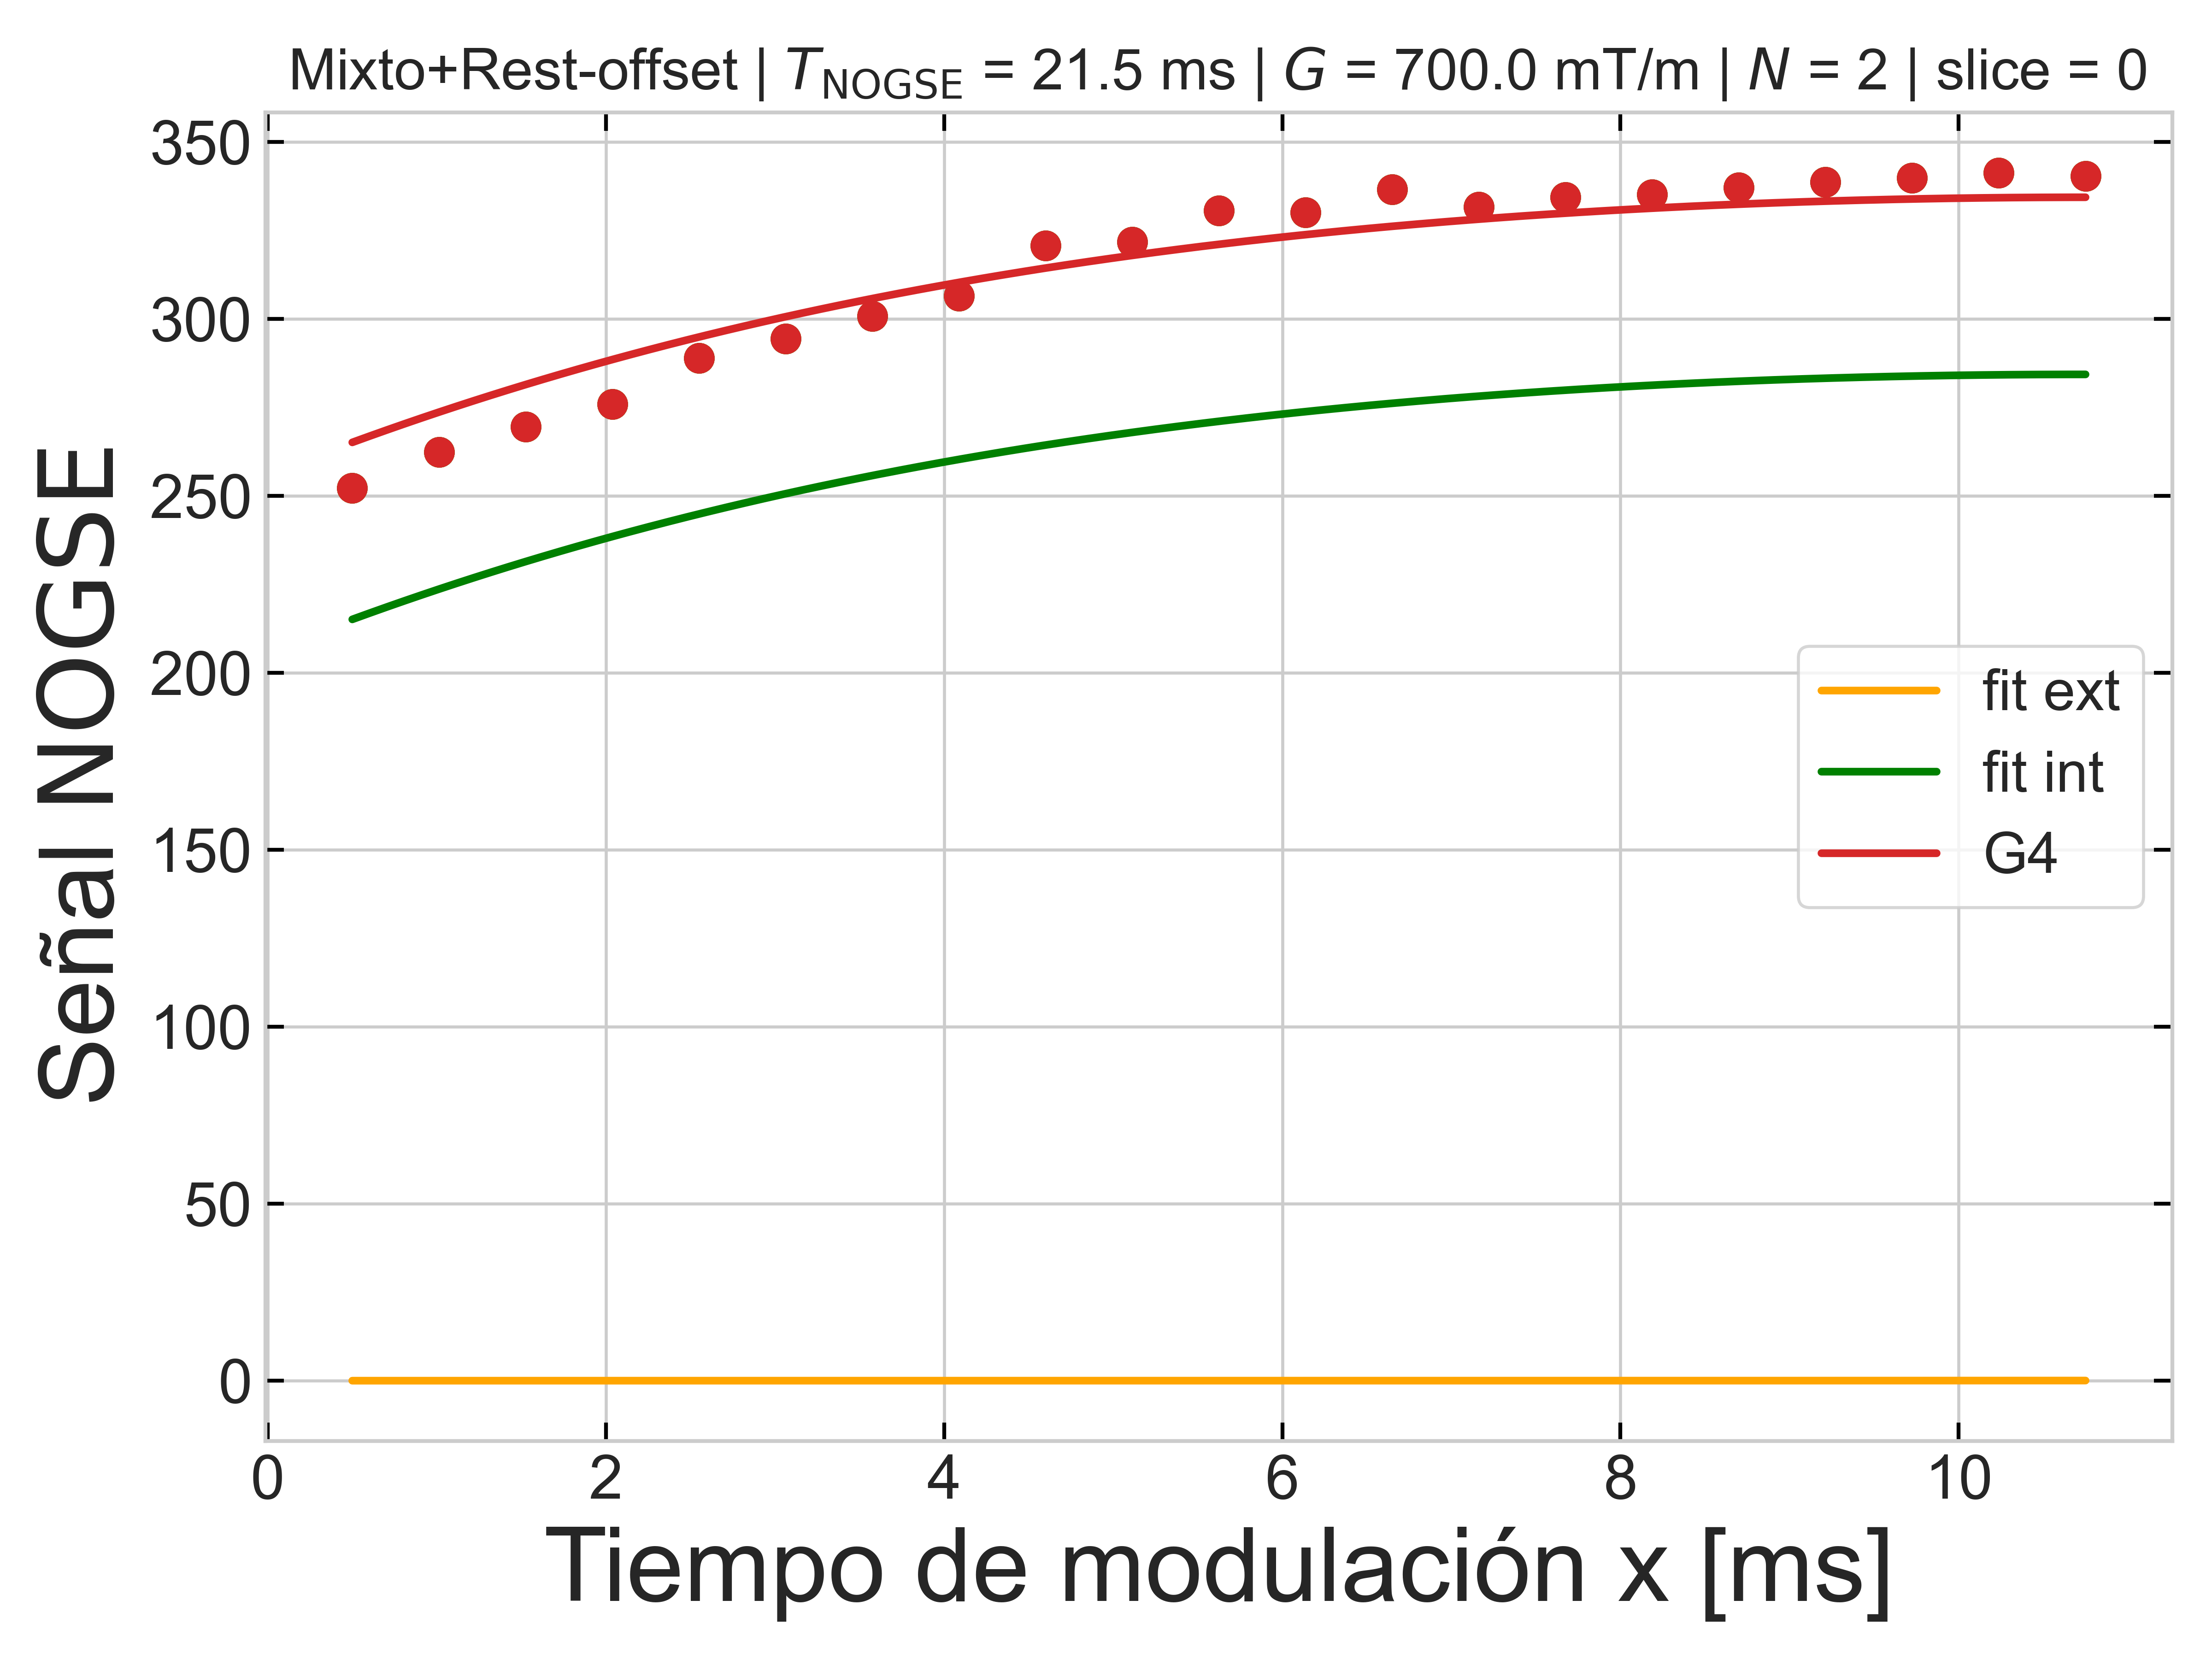 Mixto+Rest-offset | T_NOGSE = 21.5 ms | G = 700.0 mT/m | N = 2 | slice = 0
350
300
250
200
150
100
50
0
Señal NOGSE
fit ext
fit int
G4
0 2 4 6 8 10
Tiempo de modulación x [ms]